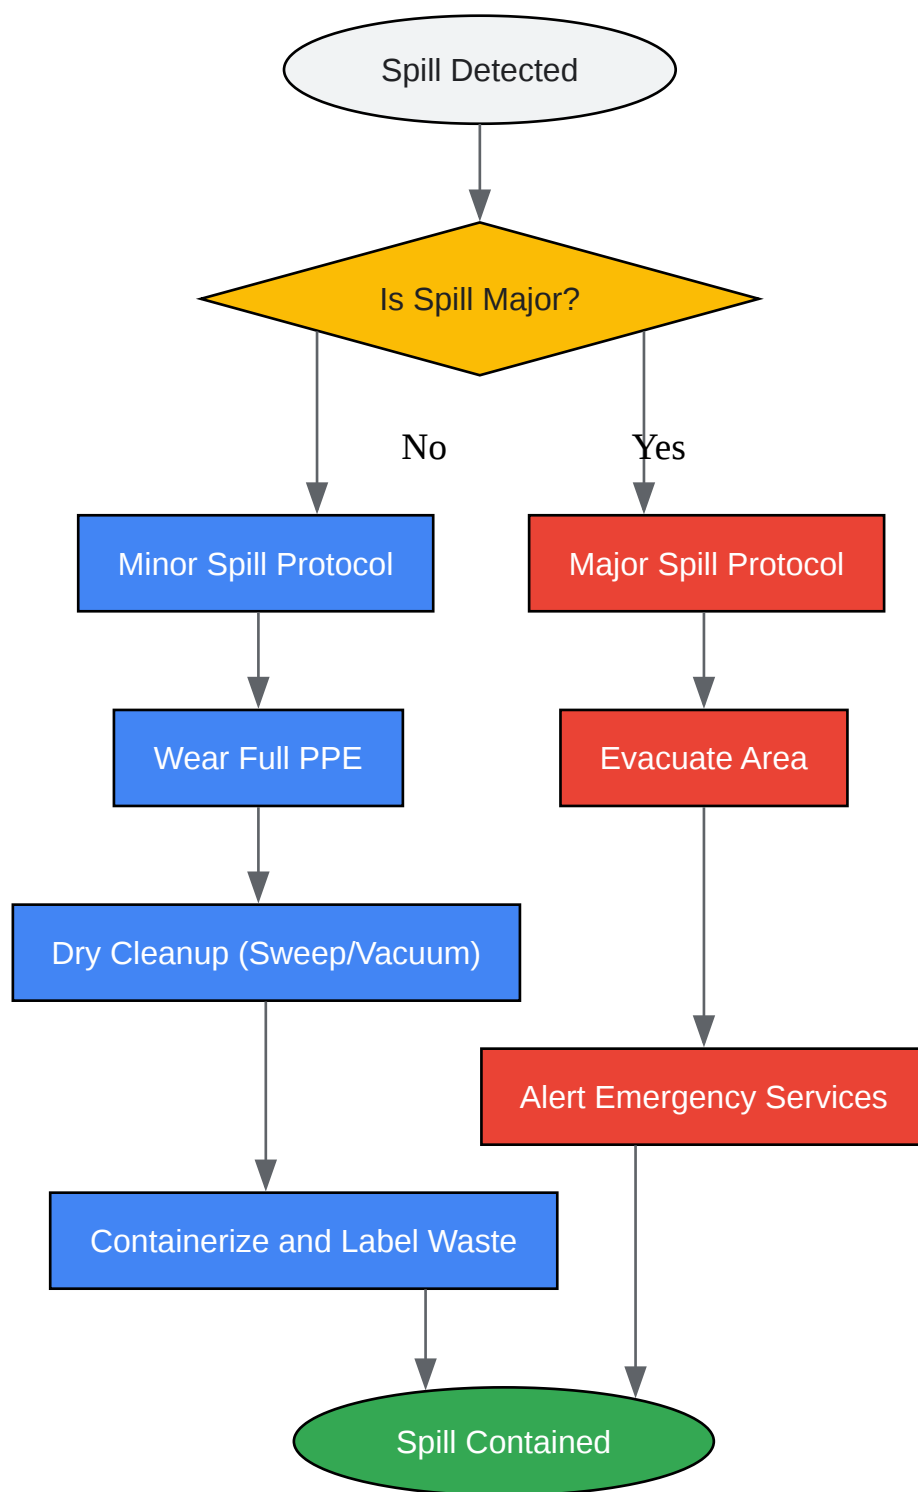 Spill Detected
Is Spill Major?
No
Yes
Minor Spill Protocol
Major Spill Protocol
Wear Full PPE
Evacuate Area
Dry Cleanup (Sweep/Vacuum)
Alert Emergency Services
Containerize and Label Waste
Spill Contained